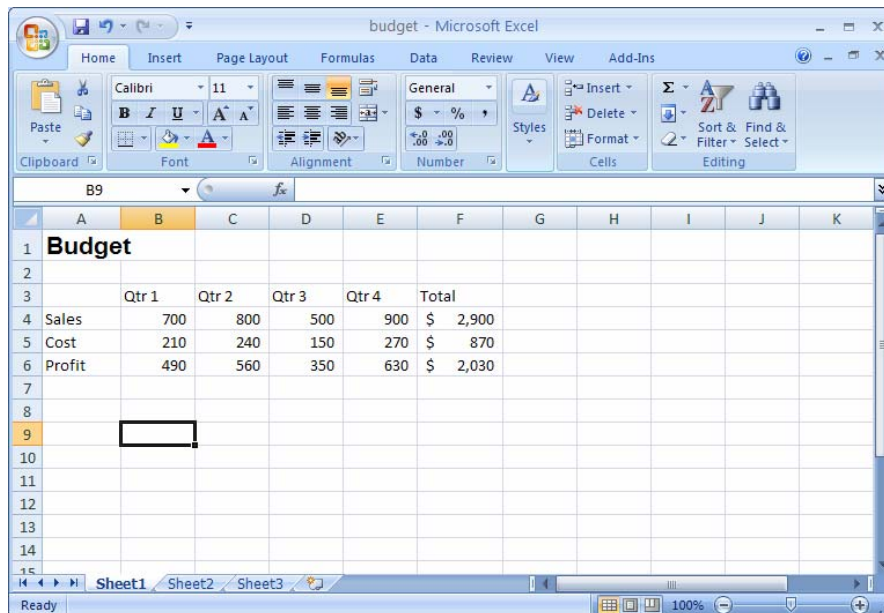 budget - Microsoft Excel
Home Insert Page Layout Formulas Data Review View Add-Ins
Calibri 11 General Insert Σ
Paste B I U A A $ % , Styles Delete Sort & Filter Find & Select
A .00 .0 .00 Format
Clipboard Font Alignment Number Cells Editing
B9 fx
A B C D E F G H I J K
1 Budget
2
3 Qtr 1 Qtr 2 Qtr 3 Qtr 4 Total
4 Sales 700 800 500 900 $ 2,900
5 Cost 210 240 150 270 $ 870
6 Profit 490 560 350 630 $ 2,030
7
8
9
10
11
12
13
14
15
Sheet1 Sheet2 Sheet3
Ready 100%